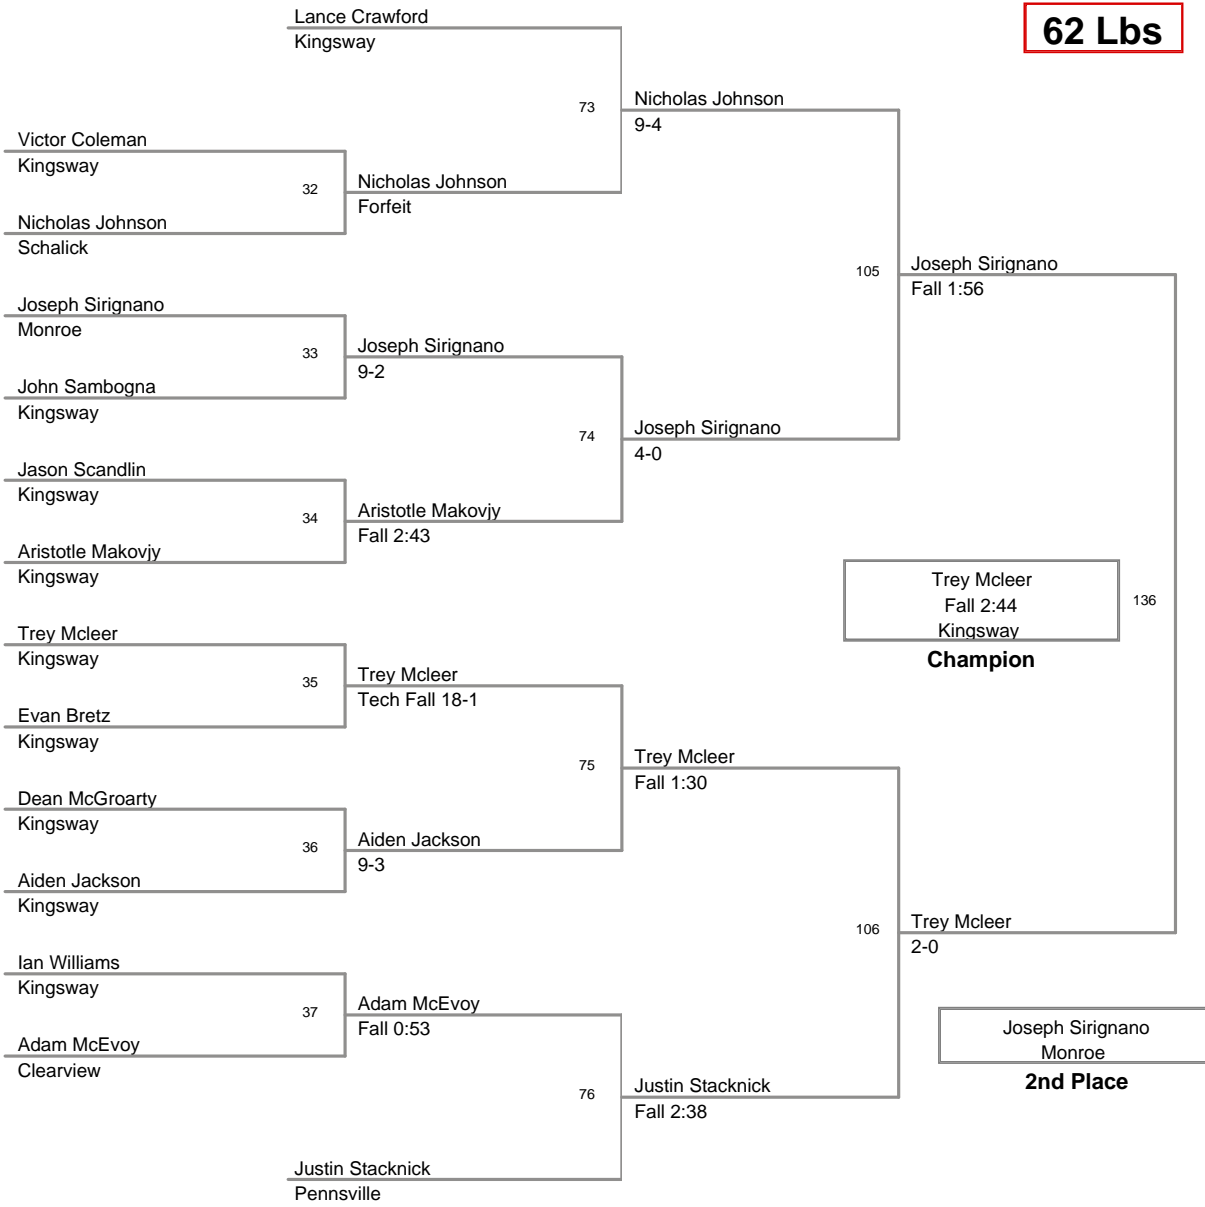 Lance Crawford
Kingsway
62 Lbs
73
Nicholas Johnson
9-4
Victor Coleman
Kingsway
32
Nicholas Johnson
Forfeit
Nicholas Johnson
Schalick
105
Joseph Sirignano
Fall 1:56
Joseph Sirignano
Monroe
33
Joseph Sirignano
9-2
John Sambogna
Kingsway
74
Joseph Sirignano
4-0
Jason Scandlin
Kingsway
34
Aristotle Makovjy
Fall 2:43
Aristotle Makovjy
Kingsway
Trey Mcleer
Fall 2:44
Kingsway
Champion
136
Trey Mcleer
Kingsway
35
Trey Mcleer
Tech Fall 18-1
Evan Bretz
Kingsway
75
Trey Mcleer
Fall 1:30
Dean McGroarty
Kingsway
36
Aiden Jackson
9-3
Aiden Jackson
Kingsway
106
Trey Mcleer
2-0
Ian Williams
Kingsway
37
Adam McEvoy
Fall 0:53
Adam McEvoy
Clearview
Joseph Sirignano
Monroe
2nd Place
76
Justin Stacknick
Fall 2:38
Justin Stacknick
Pennsville